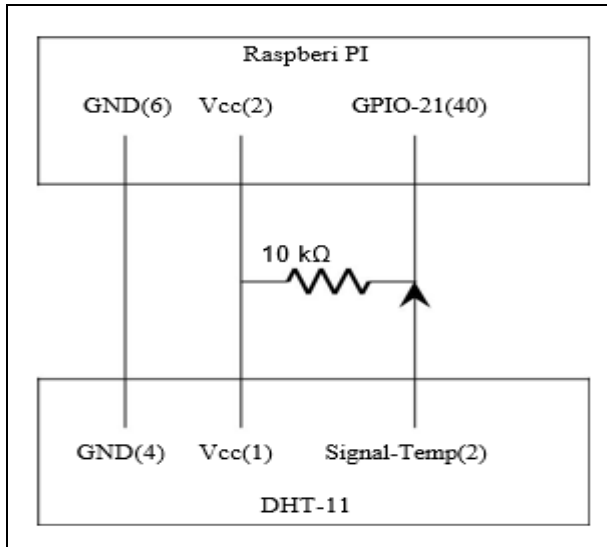 Raspberi PI
GND(6) Vcc(2) GPIO-21(40)
10 kΩ
GND(4) Vcc(1) Signal-Temp(2)
DHT-11